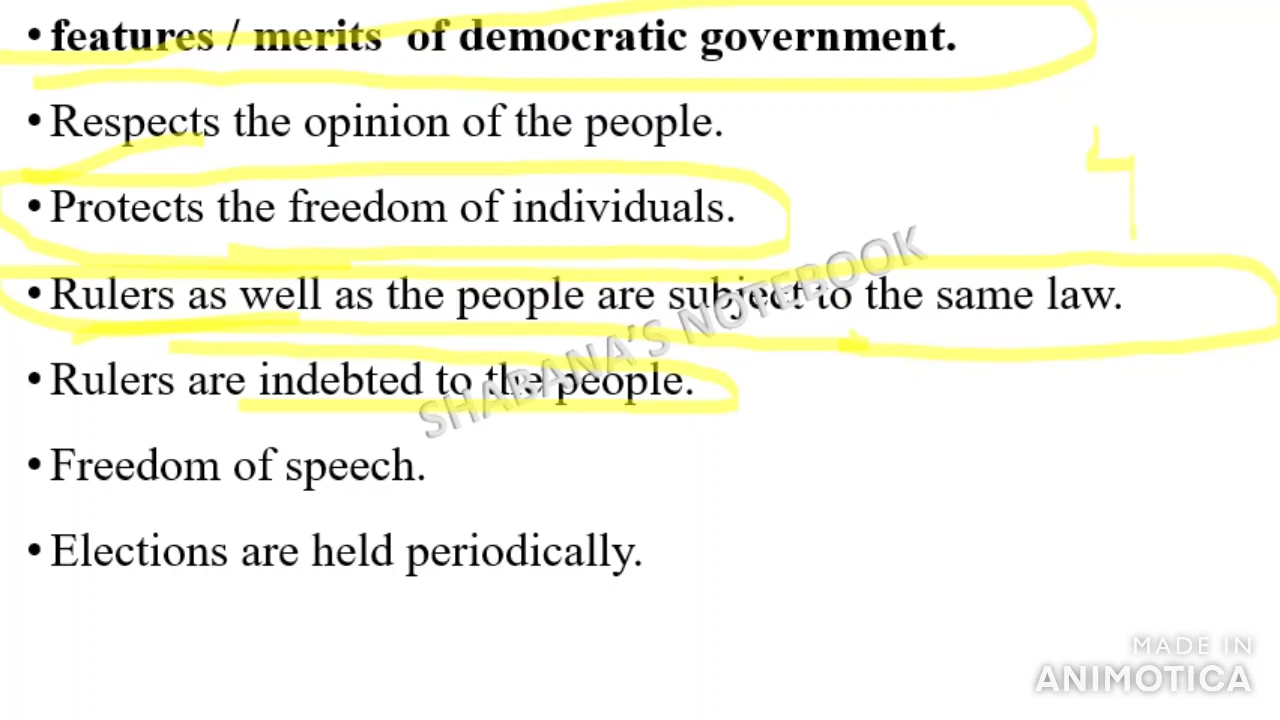 • features / merits of democratic government.
• Respects the opinion of the people.
• Protects the freedom of individuals.
• Rulers as well as the people are subject to the same law.
• Rulers are indebted to the people.
• Freedom of speech.
• Elections are held periodically.
SHABANA'S NOTEBOOK
MADE IN
ANIMOTICA